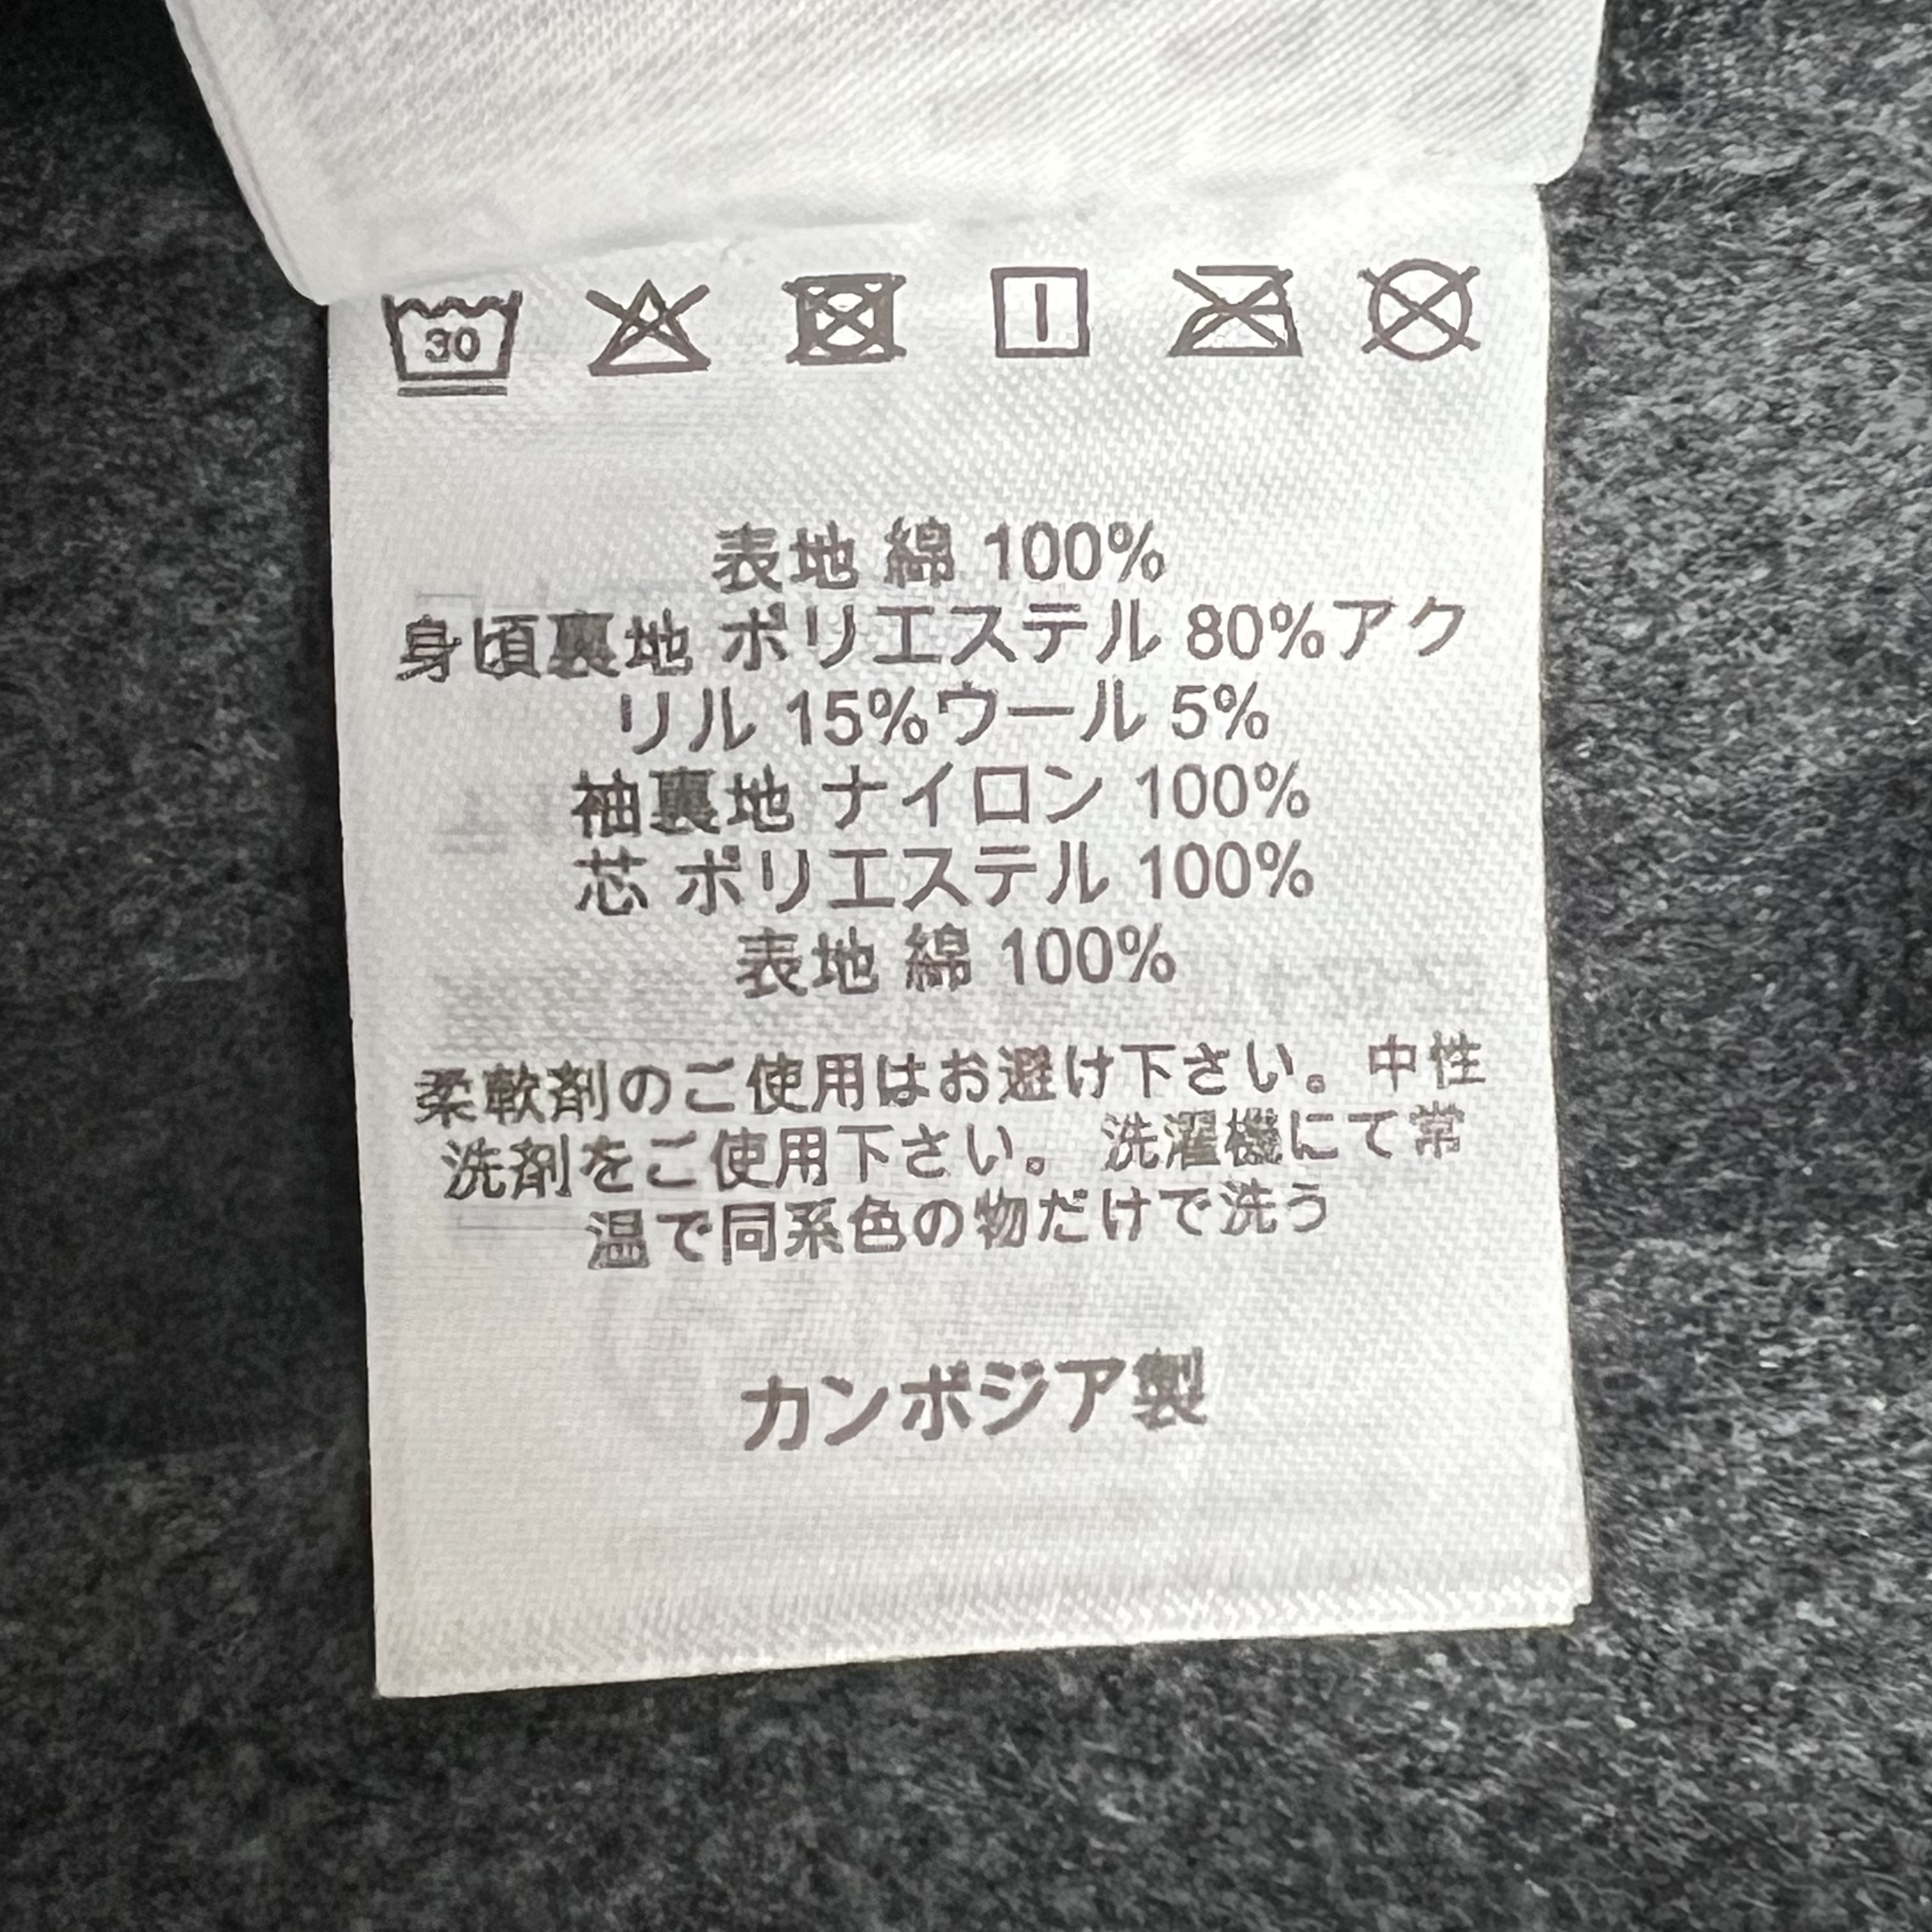 30
表地 綿 100%
身頃裏地 ポリエステル 80%アク
リル 15%ウール 5%
袖裏地 ナイロン 100%
芯 ポリエステル 100%
表地 綿 100%
柔軟剤のご使用はお避け下さい。中性
洗剤をご使用下さい。 洗濯機にて常
温で同系色の物だけで洗う
カンボジア製